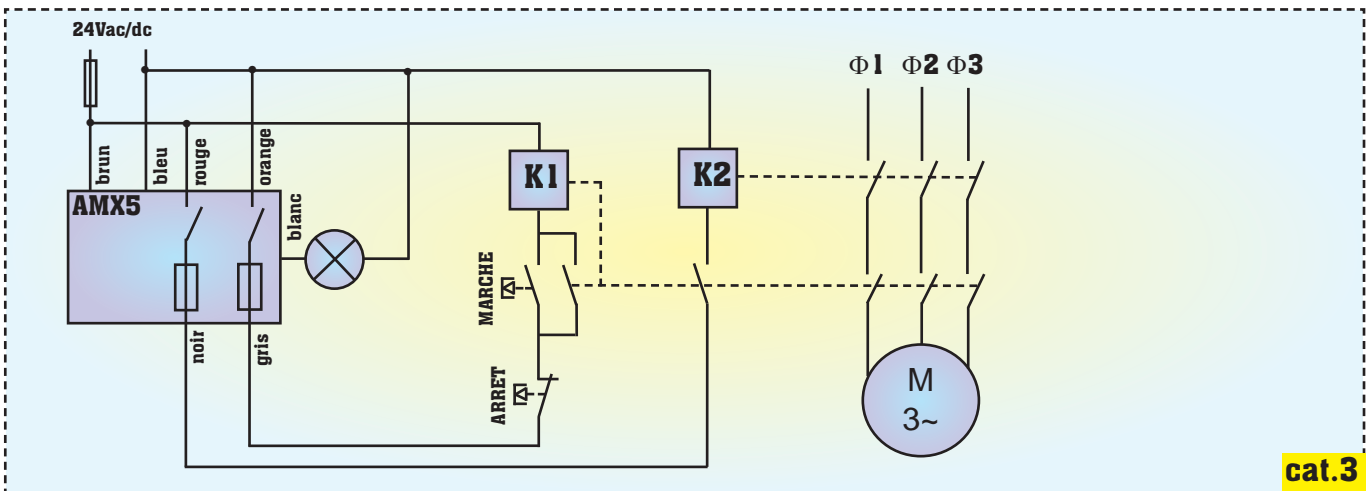 24Vac/dc
Φ1 Φ2 Φ3
brun
bleu
rouge
orange
AMX5
blanc
K1
K2
MARCHE
noir
gris
ARRET
M
3~
cat.3